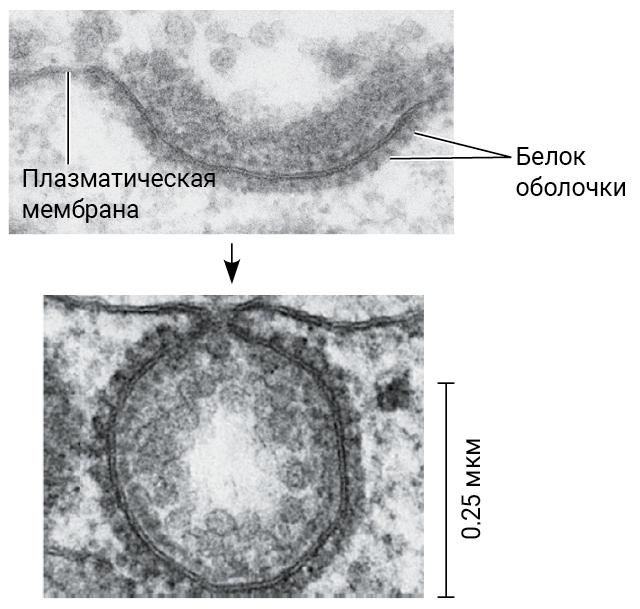 Плазматическая
мембрана
Белок
оболочки
0.25 мкм